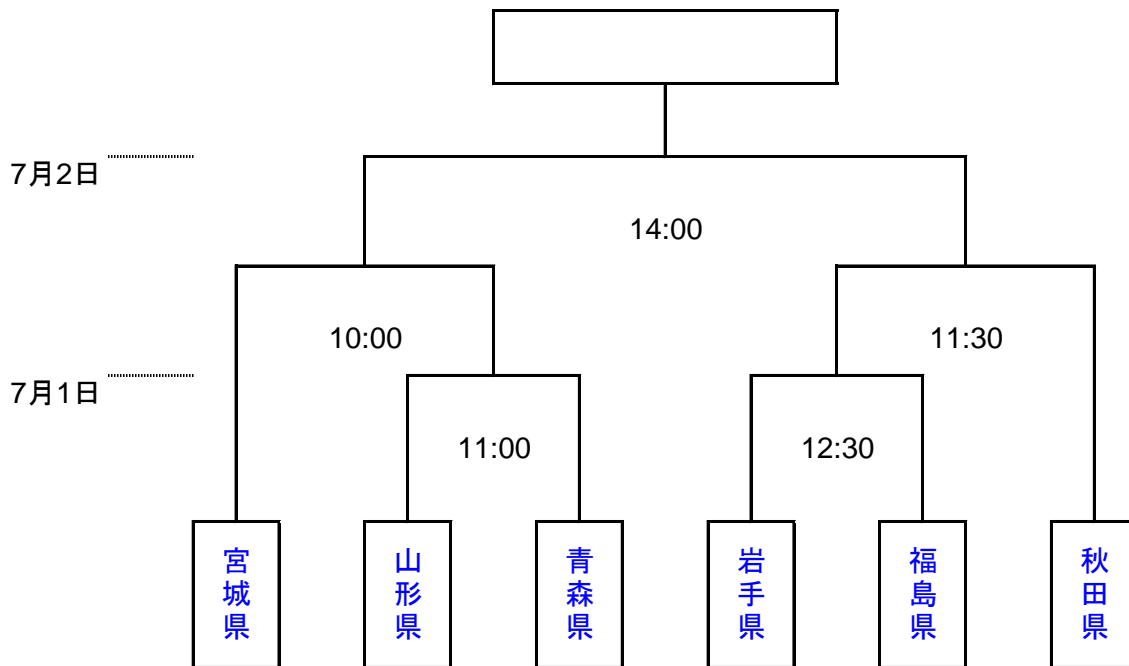 7月2日
14:00
10:00
11:30
7月1日
11:00
12:30
宮城県
山形県
青森県
岩手県
福島県
秋田県